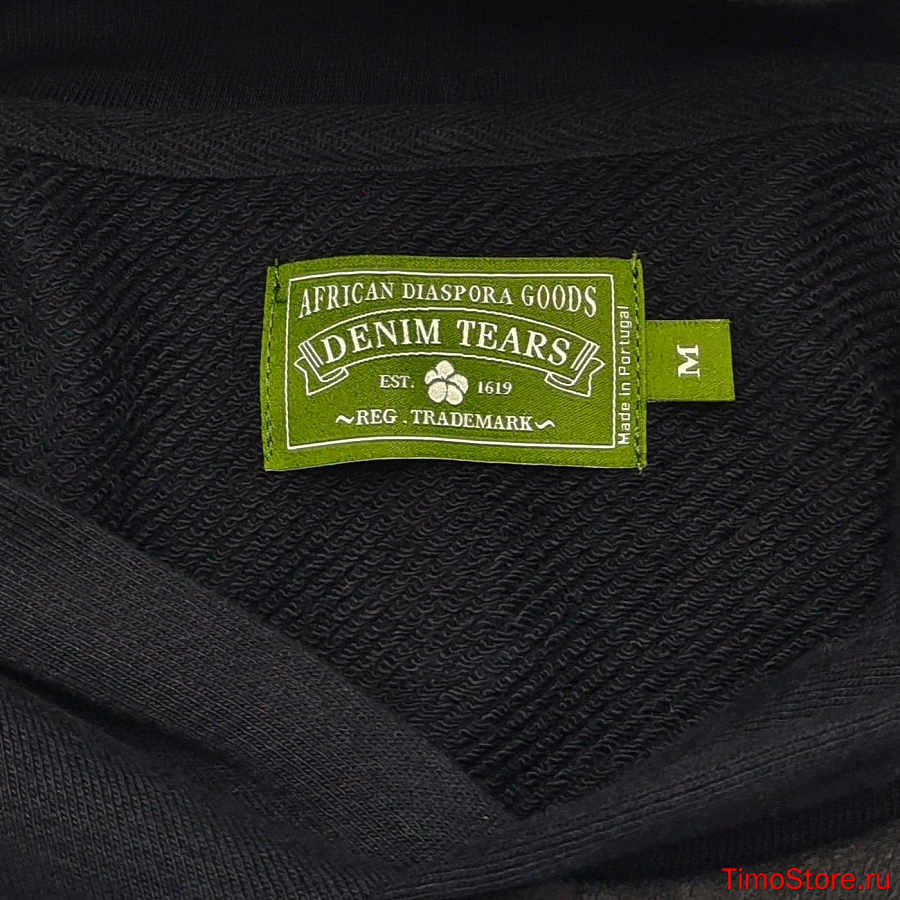 AFRICAN DIASPORA GOODS
DENIM TEARS
EST. 1619
~REG . TRADEMARK~
Made in Portugal
M
TimoStore.ru